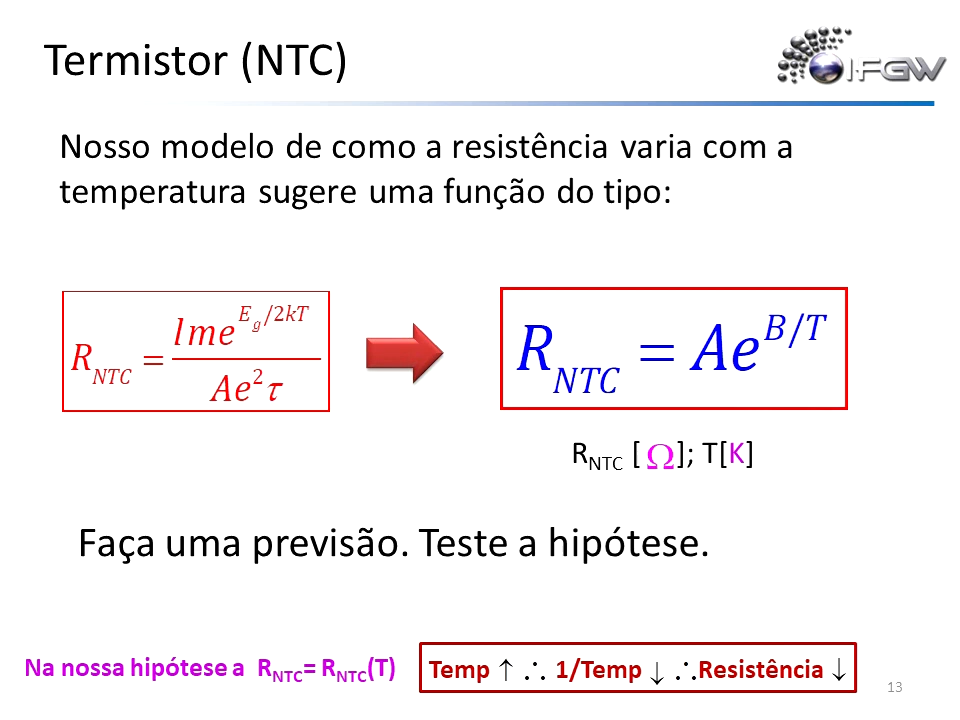 Termistor (NTC)
IFGW
Nosso modelo de como a resistência varia com a
temperatura sugere uma função do tipo:
R_NTC = lme^(E_g/2kT) / Ae²τ
R_NTC = Ae^(B/T)
R_NTC [Ω]; T[K]
Faça uma previsão. Teste a hipótese.
Na nossa hipótese a R_NTC= R_NTC(T)
Temp ↑ ∴ 1/Temp ↓ ∴Resistência ↓
13